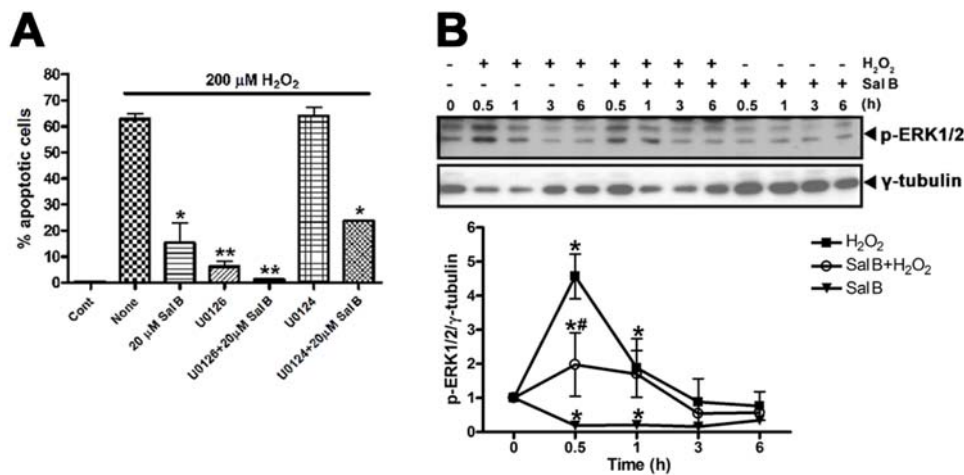 A
200 μM H2O2
% apoptotic cells
80
70
60
50
40
30
20
10
0
*
**
**
*
Cont
None
20 μM Sal B
U0126
U0126+20μM Sal B
U0124
U0124+20μM Sal B
B
- + + + + + + + + - - - - H2O2
- - - - - + + + + + + + + Sal B
0 0.5 1 3 6 0.5 1 3 6 0.5 1 3 6 (h)
p-ERK1/2
γ-tubulin
p-ERK1/2/γ-tubulin
6
5
4
3
2
1
0
*
*#
*
*
*
0
0.5
1
3
6
Time (h)
H2O2
Sal B+H2O2
Sal B